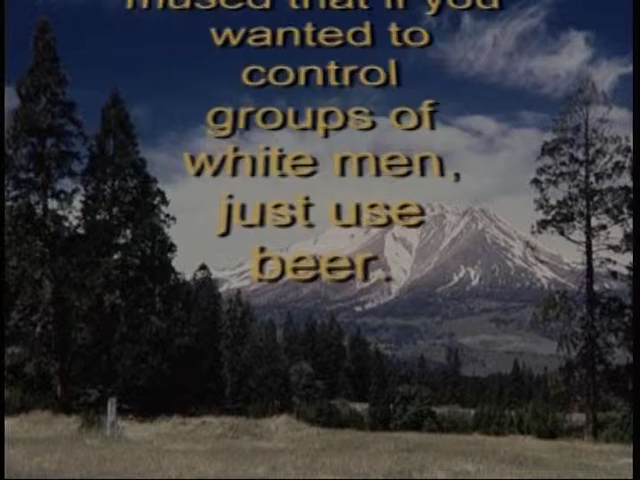 mused that if you
wanted to
control
groups of
white men,
just use
beer.